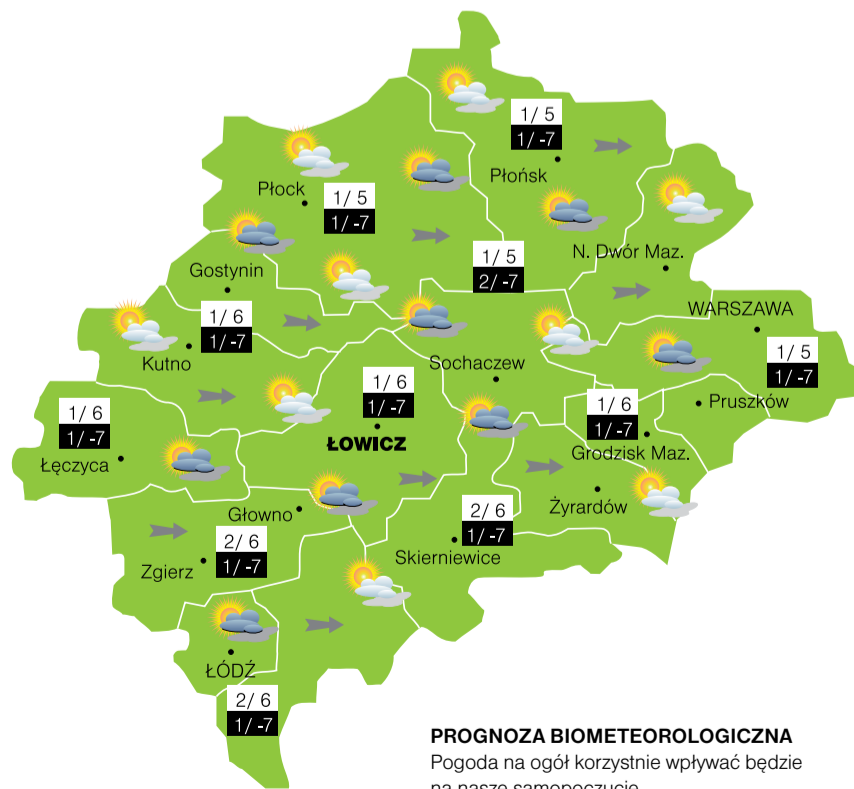 1/ 5
1/ -7
Płońsk
Płock
1/ 5
1/ -7
1/ 5
2/ -7
N. Dwór Maz.
Gostynin
WARSZAWA
1/ 6
1/ -7
Kutno
1/ 5
1/ -7
Sochaczew
1/ 6
1/ -7
ŁOWICZ
1/ 6
1/ -7
Łęczyca
1/ 6
1/ -7
Pruszków
Grodzisk Maz.
Żyrardów
Głowno
2/ 6
1/ -7
Skierniewice
2/ 6
1/ -7
Zgierz
ŁÓDŹ
2/ 6
1/ -7
PROGNOZA BIOMETEOROLOGICZNA
Pogoda na ogół korzystnie wpływać będzie
na nasze samopoczucie